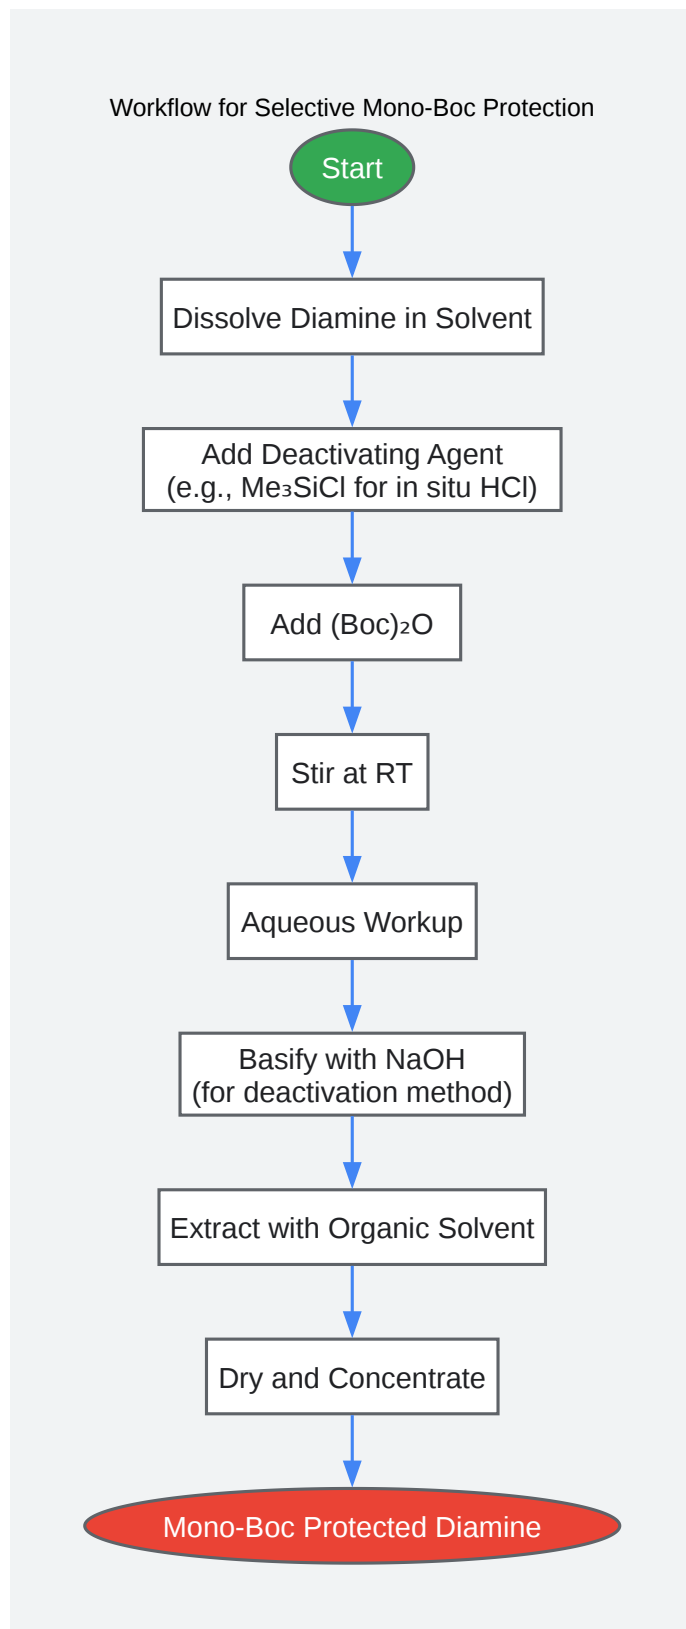 Workflow for Selective Mono-Boc Protection
Start
Dissolve Diamine in Solvent
Add Deactivating Agent
(e.g., Me₃SiCl for in situ HCl)
Add (Boc)₂O
Stir at RT
Aqueous Workup
Basify with NaOH
(for deactivation method)
Extract with Organic Solvent
Dry and Concentrate
Mono-Boc Protected Diamine